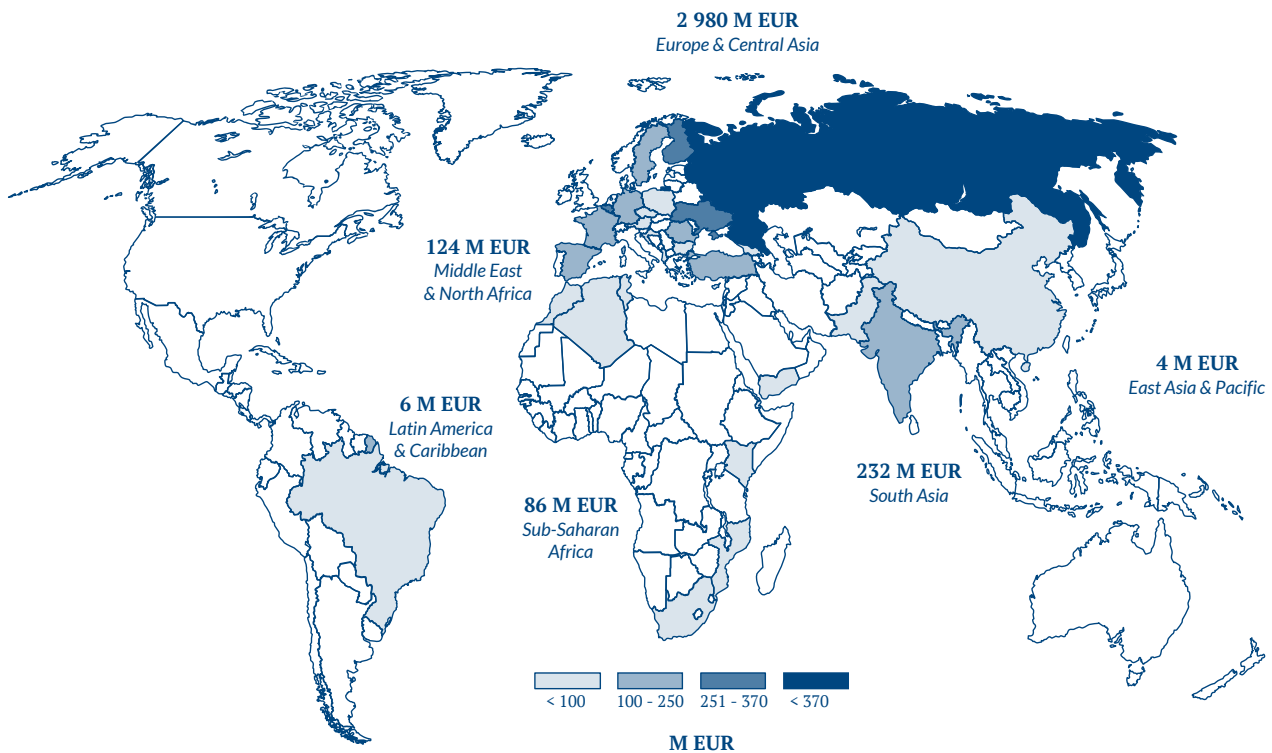 2 980 M EUR
Europe & Central Asia
124 M EUR
Middle East
& North Africa
4 M EUR
East Asia & Pacific
6 M EUR
Latin America
& Caribbean
232 M EUR
South Asia
86 M EUR
Sub-Saharan
Africa
< 100
100 - 250
251 - 370
< 370
M EUR